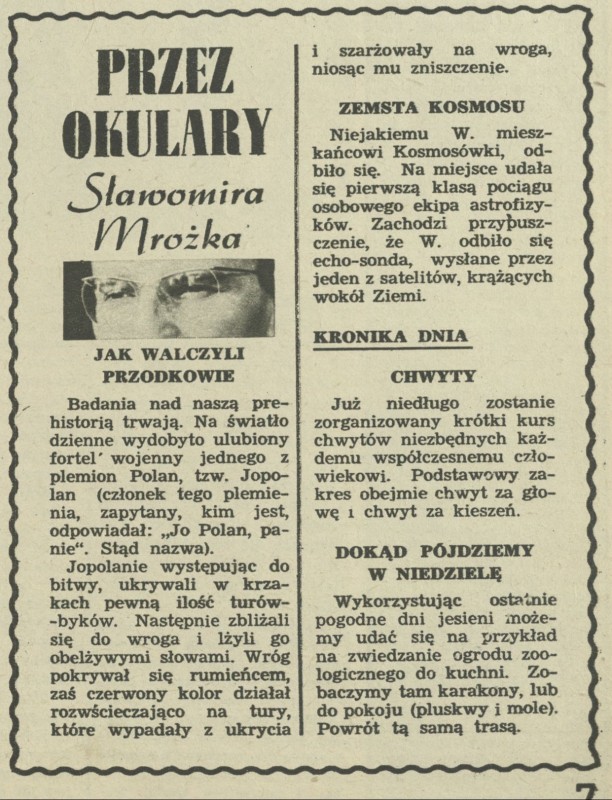 PRZEZ
OKULARY
Sławomira
Mrożka
JAK WALCZYLI
PRZODKOWIE
Badania nad naszą pre-
historią trwają. Na światło
dzienne wydobyto ulubiony
fortel wojenny jednego z
plemion Polan, tzw. Jopo-
lan (członek tego plemie-
nia, zapytany, kim jest,
odpowiadał: „Jo Polan, pa-
nie“. Stąd nazwa).
Jopolanie występując do
bitwy, ukrywali w krza-
kach pewną ilość turów-
-byków. Następnie zbliżali
się do wroga i lżyli go
obelżywymi słowami. Wróg
pokrywał się rumieńcem,
zaś czerwony kolor działał
rozwścieczająco na tury,
które wypadały z ukrycia
i szarżowały na wroga,
niosąc mu zniszczenie.
ZEMSTA KOSMOSU
Niejakiemu W. miesz-
kańcowi Kosmosówki, od-
biło się. Na miejsce udała
się pierwszą klasą pociągu
osobowego ekipa astrofizy-
ków. Zachodzi przypusz-
czenie, że W. odbiło się
echo-sonda, wysłane przez
jeden z satelitów, krążących
wokół Ziemi.
KRONIKA DNIA
CHWYTY
Już niedługo zostanie
zorganizowany krótki kurs
chwytów niezbędnych każ-
demu współczesnemu czło-
wiekowi. Podstawowy za-
kres obejmie chwyt za gło-
wę i chwyt za kieszeń.
DOKĄD PÓJDZIEMY
W NIEDZIELĘ
Wykorzystując ostatnie
pogodne dni jesieni może-
my udać się na przykład
na zwiedzanie ogrodu zoo-
logicznego do kuchni. Zo-
baczymy tam karakony, lub
do pokoju (pluskwy i mole).
Powrót tą samą trasą.
7